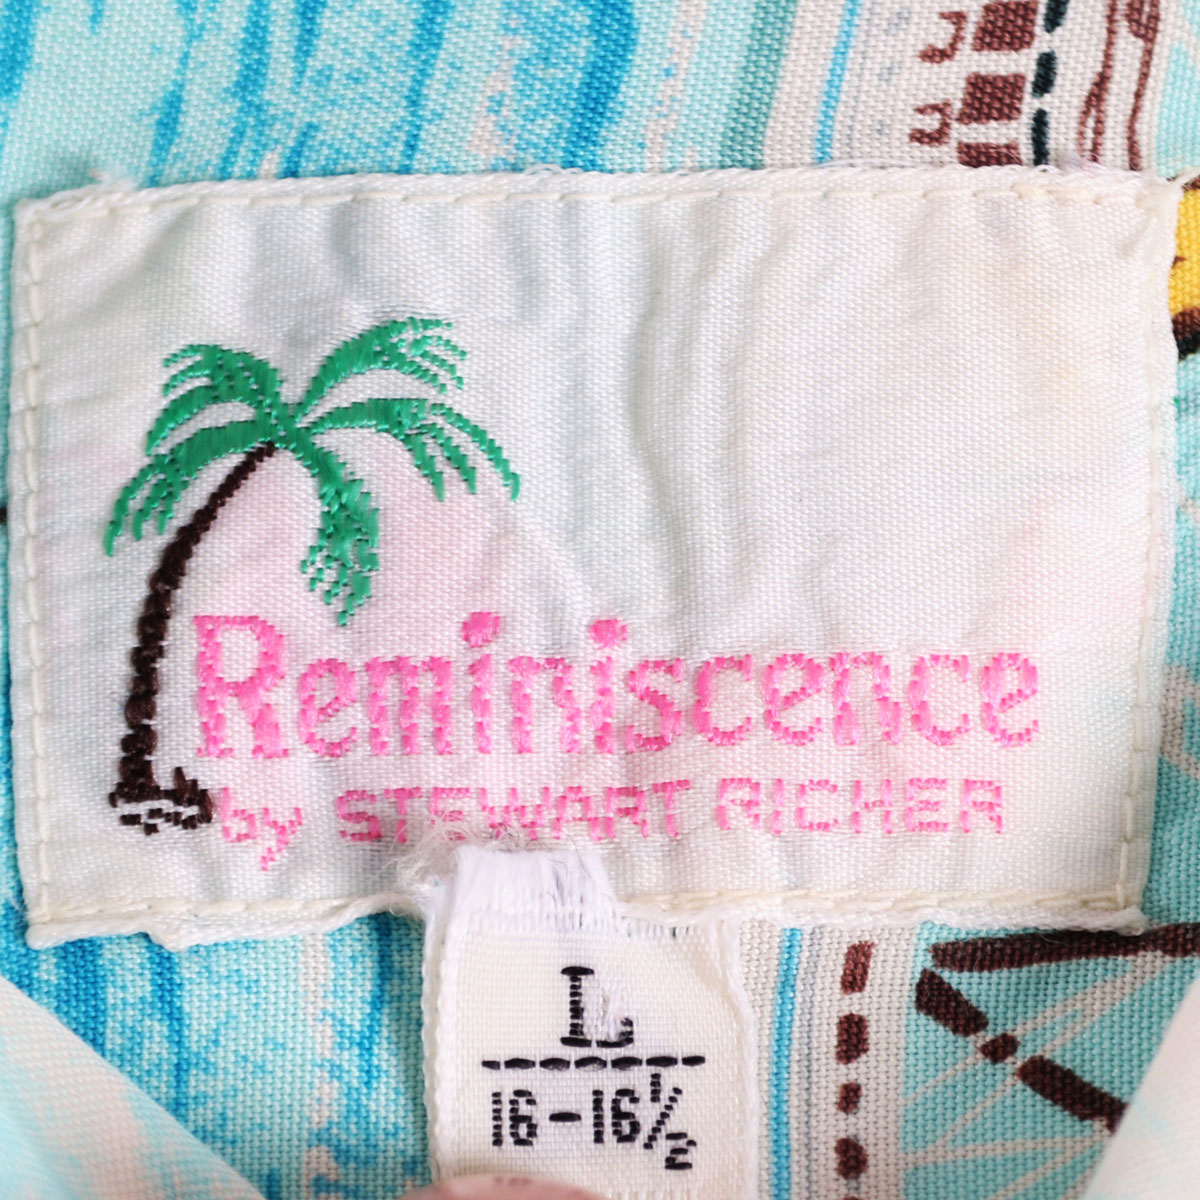 Reminiscence
by STEWART RICHER
L
16-16½